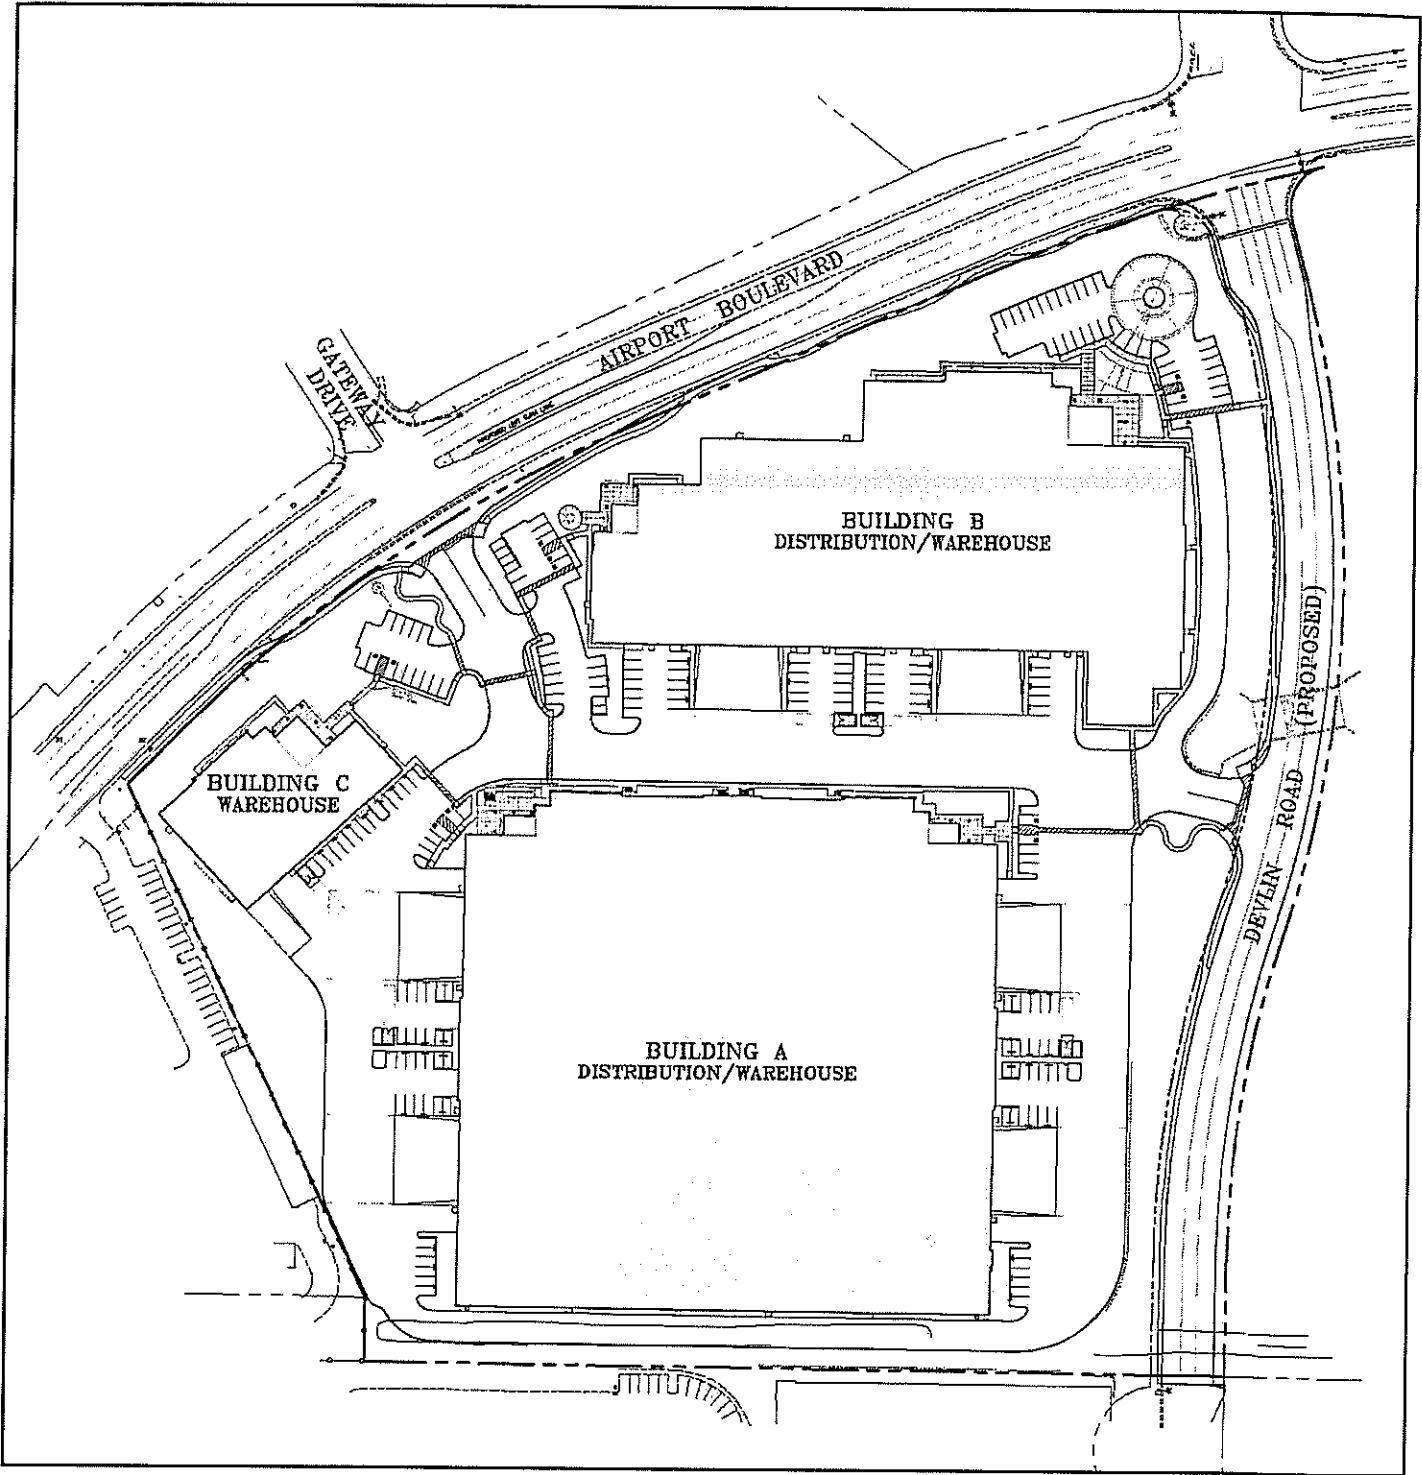 AIRPORT BOULEVARD
GATEWAY
DRIVE
BUILDING B
DISTRIBUTION/WAREHOUSE
(PROPOSED)
BUILDING C
WAREHOUSE
DEVLIN ROAD
BUILDING A
DISTRIBUTION/WAREHOUSE